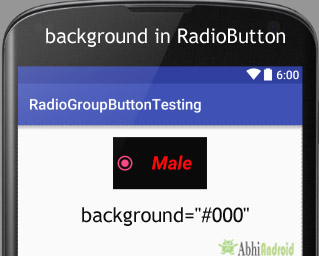 background in RadioButton
6:00
RadioGroupButtonTesting
Male
background="#000"
AbhiAndroid